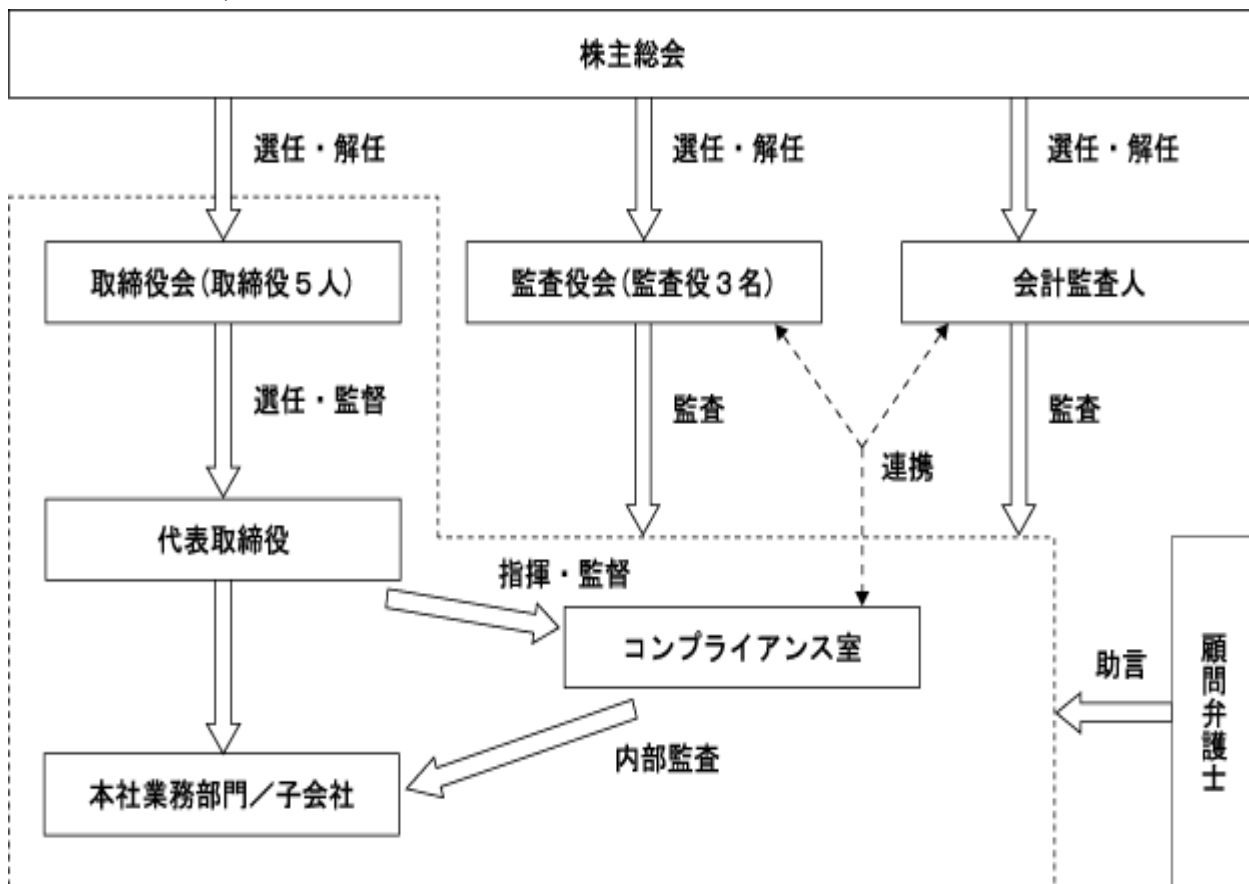 株主総会
選任・解任
選任・解任
選任・解任
取締役会(取締役5人)
監査役会(監査役3名)
会計監査人
選任・監督
監査
監査
連携
代表取締役
指揮・監督
コンプライアンス室
助言
顧問弁護士
内部監査
本社業務部門/子会社